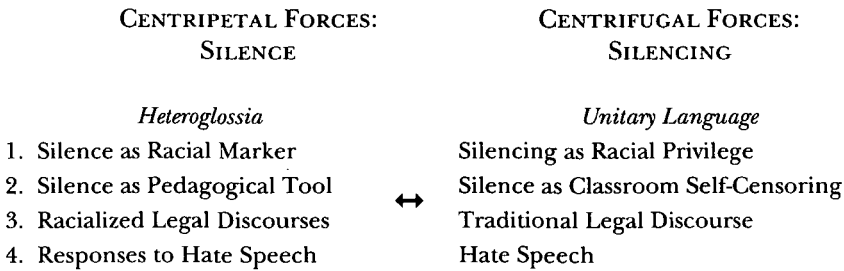 CENTRIPETAL FORCES: CENTRIFUGAL FORCES:
SILENCE SILENCING
Heteroglossia Unitary Language
1. Silence as Racial Marker Silencing as Racial Privilege
2. Silence as Pedagogical Tool Silence as Classroom Self-Censoring
↔
3. Racialized Legal Discourses Traditional Legal Discourse
4. Responses to Hate Speech Hate Speech